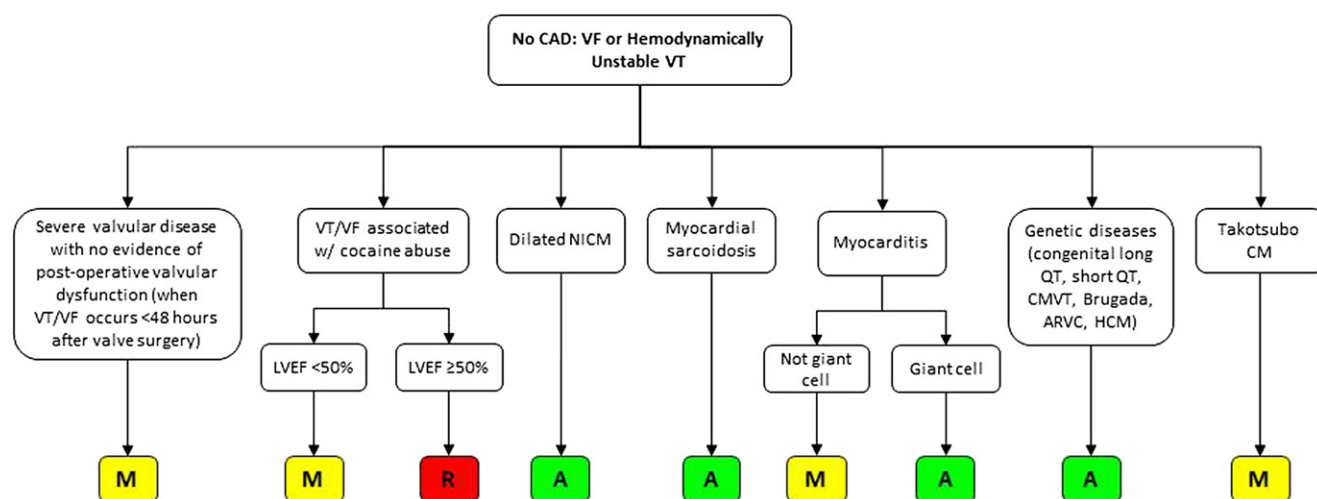 No CAD: VF or Hemodynamically
Unstable VT
Severe valvular disease
with no evidence of
post-operative valvular
dysfunction (when
VT/VF occurs <48 hours
after valve surgery)
VT/VF associated
w/ cocaine abuse
Dilated NICM
Myocardial
sarcoidosis
Myocarditis
Genetic diseases
(congenital long
QT, short QT,
CMVT, Brugada,
ARVC, HCM)
Takotsubo
CM
LVEF <50%
LVEF ≥50%
Not giant
cell
Giant cell
M
M
R
A
A
M
A
A
M